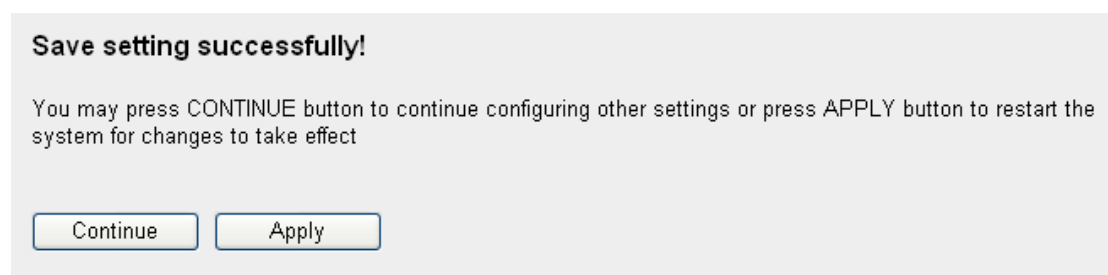 Save setting successfully!
You may press CONTINUE button to continue configuring other settings or press APPLY button to restart the
system for changes to take effect
Continue Apply